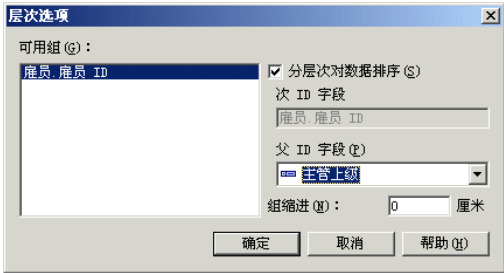 层次选项
可用组(G)：
雇员.雇员 ID
分层次对数据排序(S)
次 ID 字段
雇员.雇员 ID
父 ID 字段(P)
主管上级
组缩进(N)：
0
厘米
确定
取消
帮助(H)